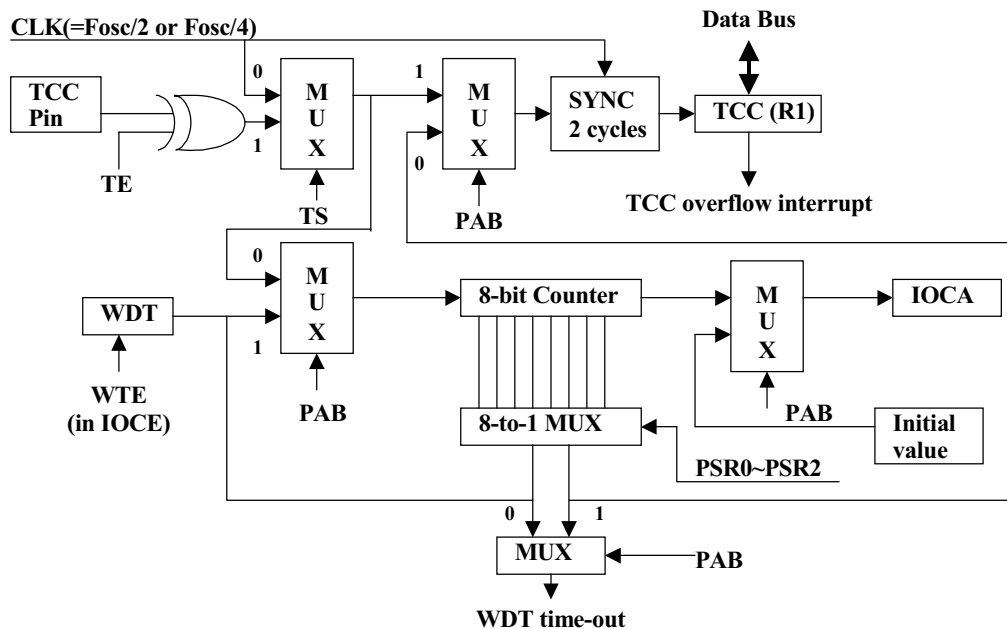 CLK(=Fosc/2 or Fosc/4)
Data Bus
TCC
Pin
0
1
M
U
X
1
0
M
U
X
SYNC
2 cycles
TCC (R1)
TE
TS
PAB
TCC overflow interrupt
0
1
M
U
X
8-bit Counter
M
U
X
IOCA
WDT
WTE
(in IOCE)
PAB
8-to-1 MUX
PAB
Initial
value
PSR0~PSR2
0
1
MUX
PAB
WDT time-out